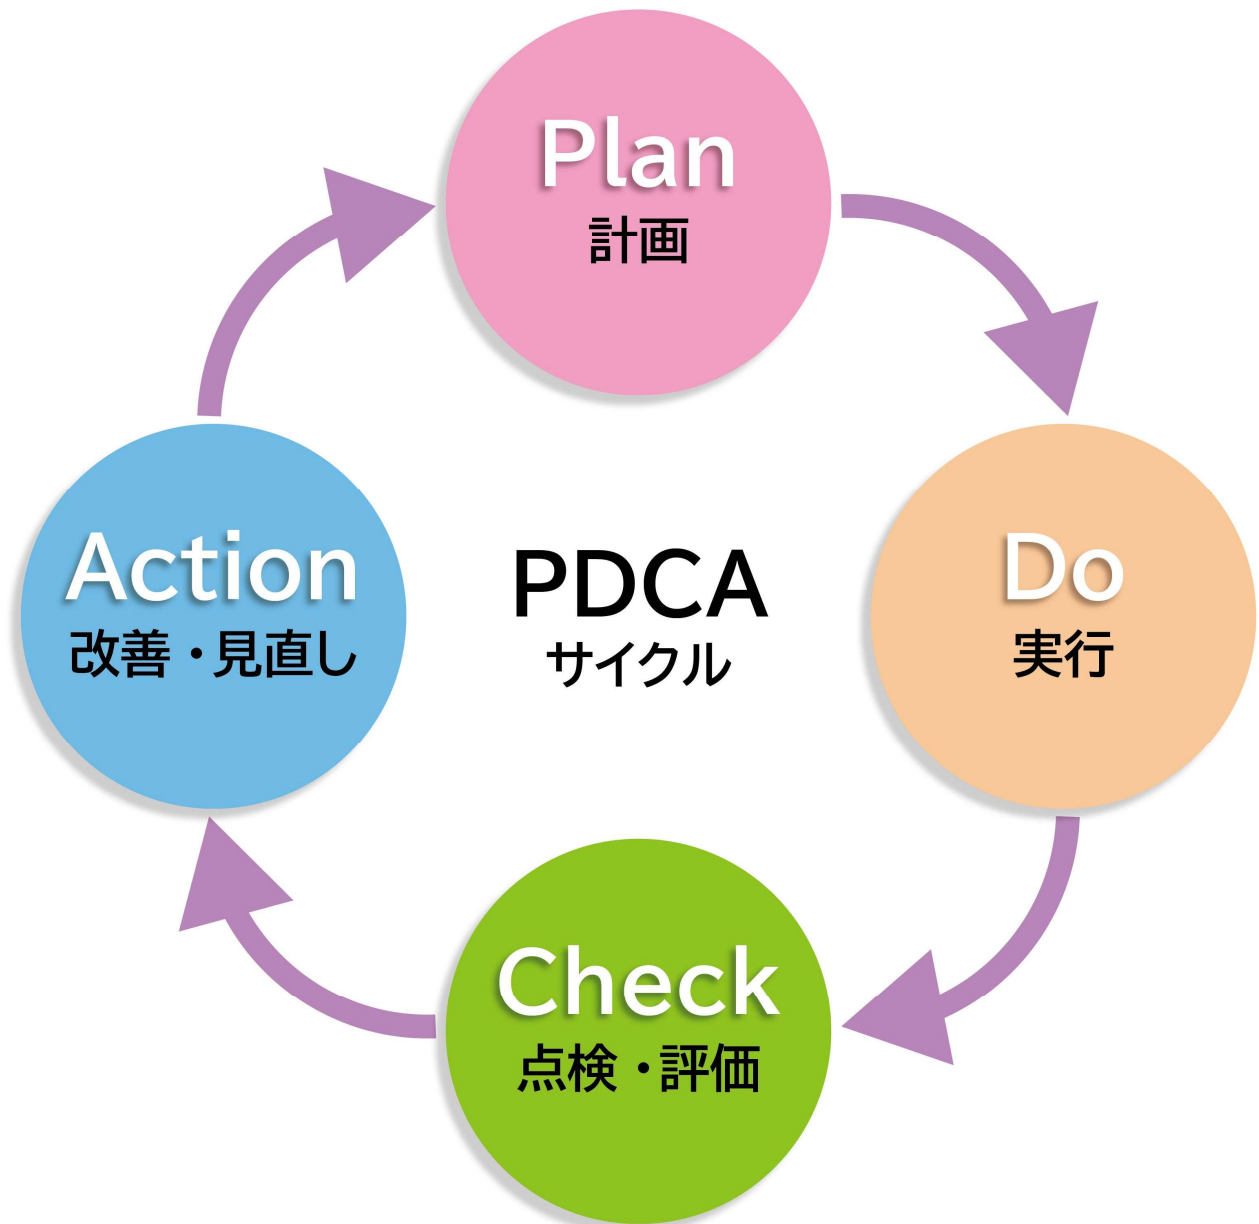 Plan
計画
Do
実行
Check
点検・評価
Action
改善・見直し
PDCA
サイクル